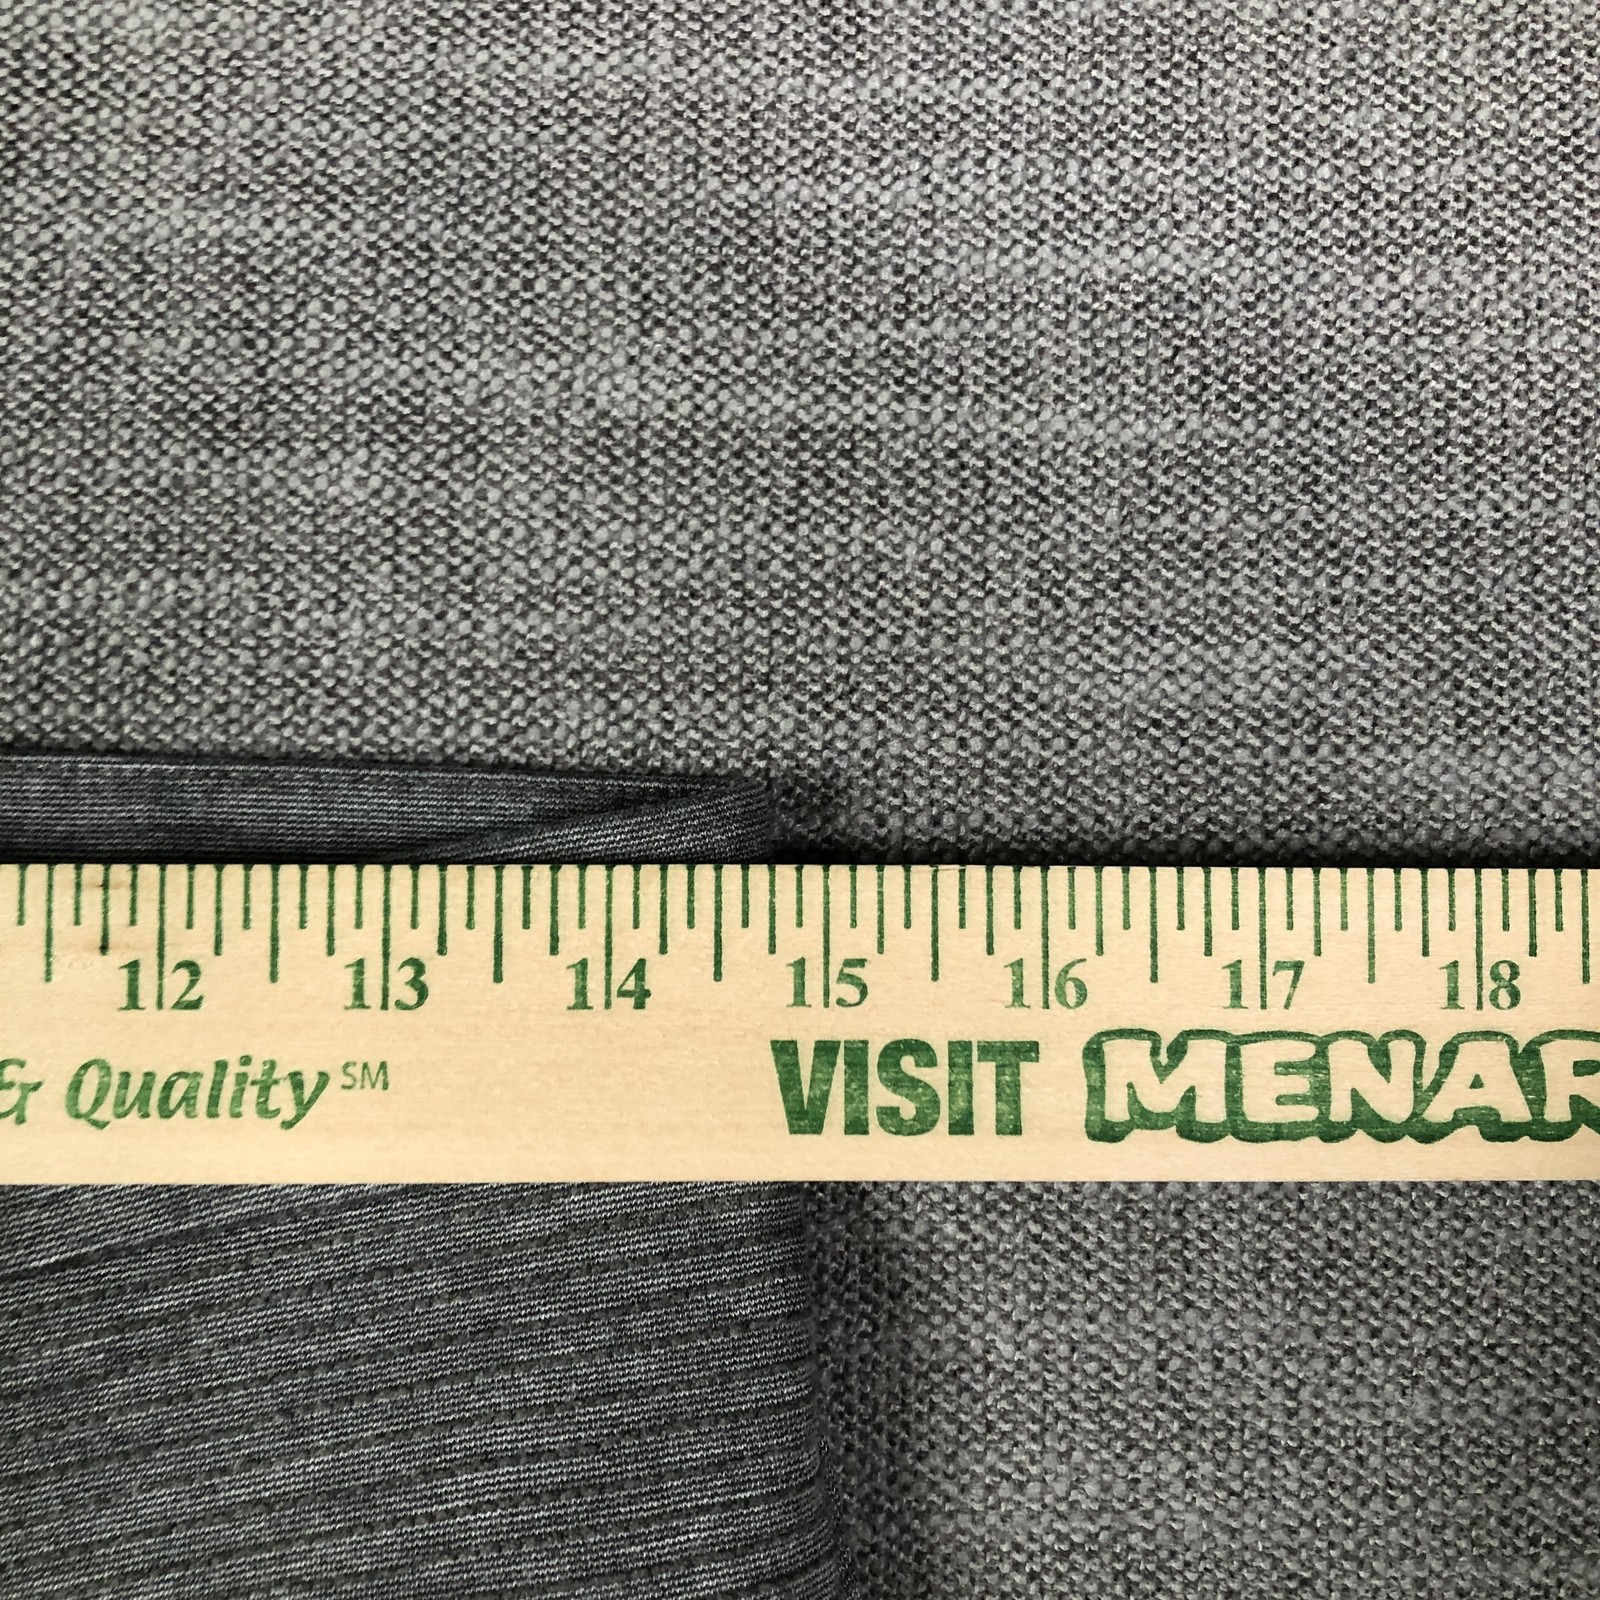 12 13 14 15 16 17 18
& Quality SM VISIT MENAR